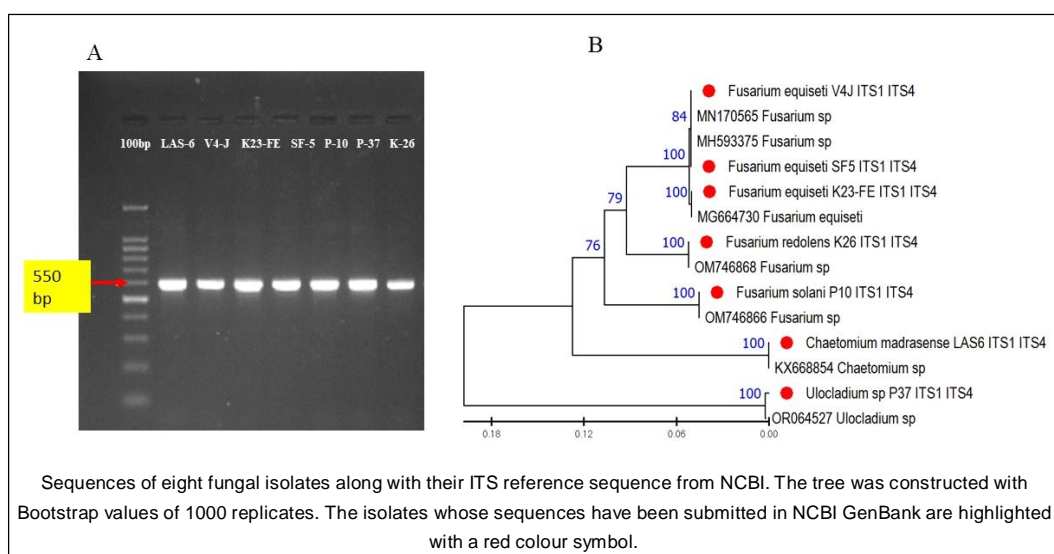 A
B
100bp LAS-6 V4-J K23-FE SF-5 P-10 P-37 K-26
550
bp
Fusarium equiseti V4J ITS1 ITS4
84
MN170565 Fusarium sp
MH593375 Fusarium sp
100
Fusarium equiseti SF5 ITS1 ITS4
100
Fusarium equiseti K23-FE ITS1 ITS4
79
MG664730 Fusarium equiseti
100
Fusarium redolens K26 ITS1 ITS4
76
OM746868 Fusarium sp
100
Fusarium solani P10 ITS1 ITS4
OM746866 Fusarium sp
100
Chaetomium madrasense LAS6 ITS1 ITS4
KX668854 Chaetomium sp
100
Ulocladium sp P37 ITS1 ITS4
OR064527 Ulocladium sp
0.18 0.12 0.06 0.00
Sequences of eight fungal isolates along with their ITS reference sequence from NCBI. The tree was constructed with
Bootstrap values of 1000 replicates. The isolates whose sequences have been submitted in NCBI GenBank are highlighted
with a red colour symbol.